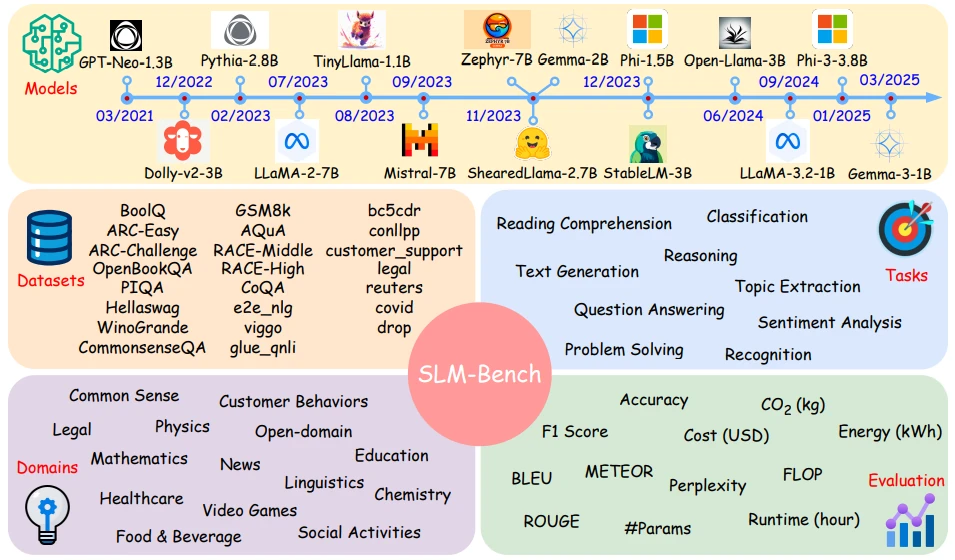 Models
GPT-Neo-1.3B
Pythia-2.8B
TinyLlama-1.1B
Zephyr-7B
Gemma-2B
Phi-1.5B
Open-Llama-3B
Phi-3-3.8B
12/2022
07/2023
09/2023
12/2023
09/2024
03/2025
03/2021
02/2023
08/2023
11/2023
06/2024
01/2025
Dolly-v2-3B
LLaMA-2-7B
Mistral-7B
ShearedLlama-2.7B
StableLM-3B
LLaMA-3.2-1B
Gemma-3-1B
Datasets
BoolQ
ARC-Easy
ARC-Challenge
OpenBookQA
PIQA
Hellaswag
WinoGrande
CommonsenseQA
GSM8k
AQuA
RACE-Middle
RACE-High
CoQA
e2e_nlg
viggo
glue_qnli
bc5cdr
conllpp
customer_support
legal
reuters
covid
drop
Tasks
Reading Comprehension
Classification
Reasoning
Text Generation
Topic Extraction
Question Answering
Sentiment Analysis
Problem Solving
Recognition
SLM-Bench
Domains
Common Sense
Customer Behaviors
Legal
Physics
Open-domain
Mathematics
News
Education
Linguistics
Healthcare
Chemistry
Video Games
Food & Beverage
Social Activities
Evaluation
Accuracy
CO2 (kg)
F1 Score
Cost (USD)
Energy (kWh)
BLEU
METEOR
Perplexity
FLOP
ROUGE
#Params
Runtime (hour)